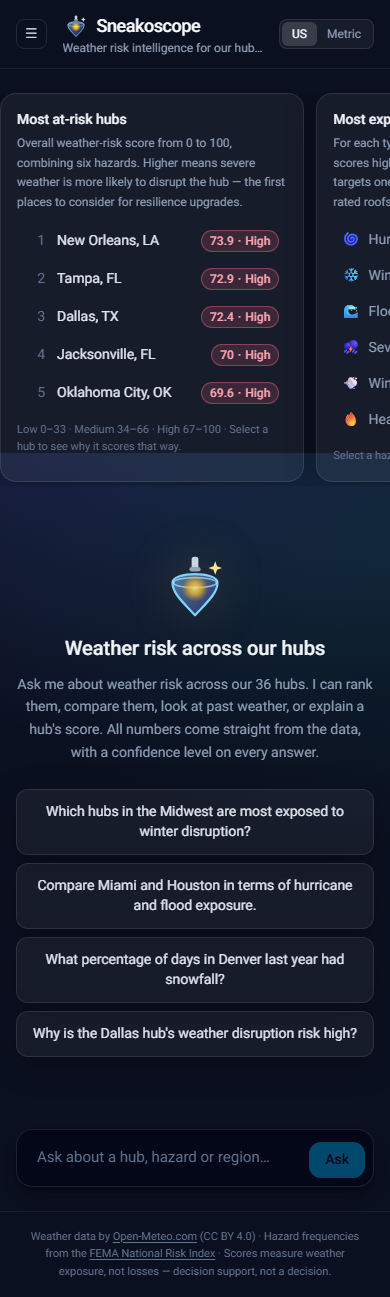 ☰
Sneakoscope
Weather risk intelligence for our hub...
US
Metric
Most at-risk hubs
Overall weather-risk score from 0 to 100,
combining six hazards. Higher means severe
weather is more likely to disrupt the hub — the first
places to consider for resilience upgrades.
1 New Orleans, LA 73.9 · High
2 Tampa, FL 72.9 · High
3 Dallas, TX 72.4 · High
4 Jacksonville, FL 70 · High
5 Oklahoma City, OK 69.6 · High
Low 0–33 · Medium 34–66 · High 67–100 · Select a
hub to see why it scores that way.
Most exp
For each ty
scores high
targets one
rated roofs
Hur
Win
Floo
Sev
Win
Hea
Select a haz
Weather risk across our hubs
Ask me about weather risk across our 36 hubs. I can rank
them, compare them, look at past weather, or explain a
hub's score. All numbers come straight from the data,
with a confidence level on every answer.
Which hubs in the Midwest are most exposed to
winter disruption?
Compare Miami and Houston in terms of hurricane
and flood exposure.
What percentage of days in Denver last year had
snowfall?
Why is the Dallas hub's weather disruption risk high?
Ask about a hub, hazard or region...
Ask
Weather data by Open-Meteo.com (CC BY 4.0) · Hazard frequencies
from the FEMA National Risk Index · Scores measure weather
exposure, not losses — decision support, not a decision.